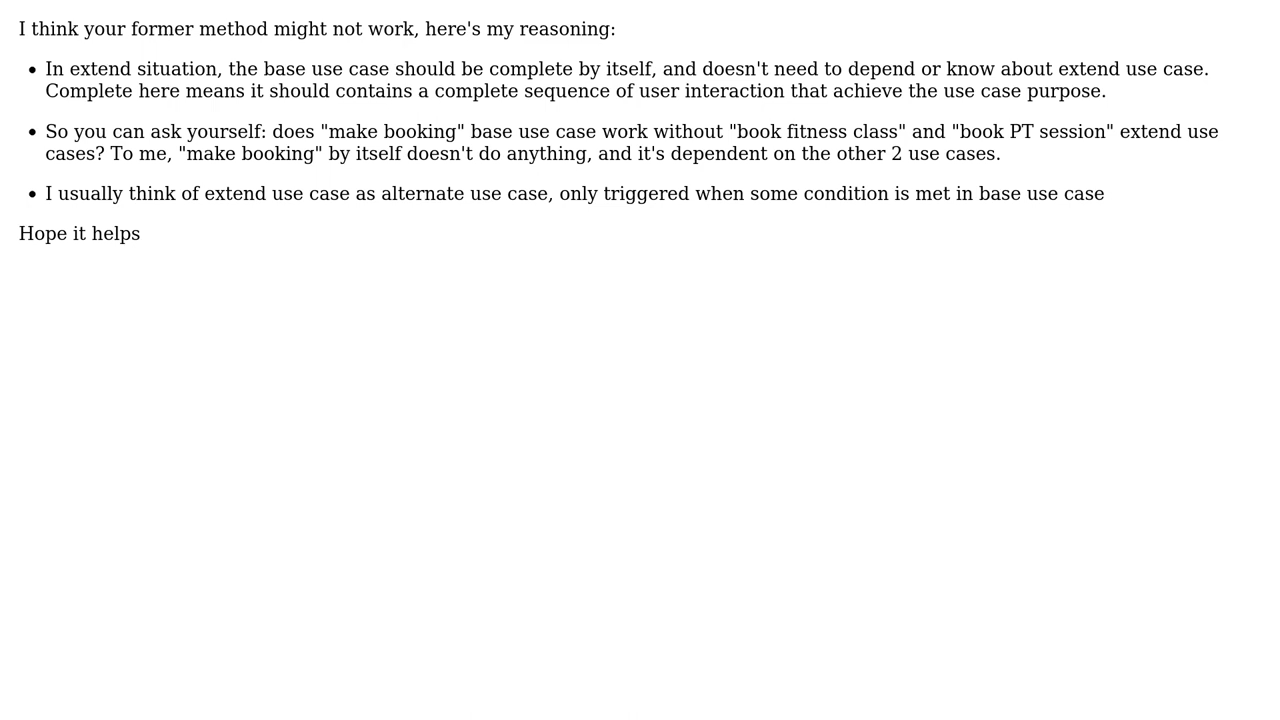 I think your former method might not work, here's my reasoning:
• In extend situation, the base use case should be complete by itself, and doesn't need to depend or know about extend use case.
Complete here means it should contains a complete sequence of user interaction that achieve the use case purpose.
• So you can ask yourself: does "make booking" base use case work without "book fitness class" and "book PT session" extend use
cases? To me, "make booking" by itself doesn't do anything, and it's dependent on the other 2 use cases.
• I usually think of extend use case as alternate use case, only triggered when some condition is met in base use case
Hope it helps